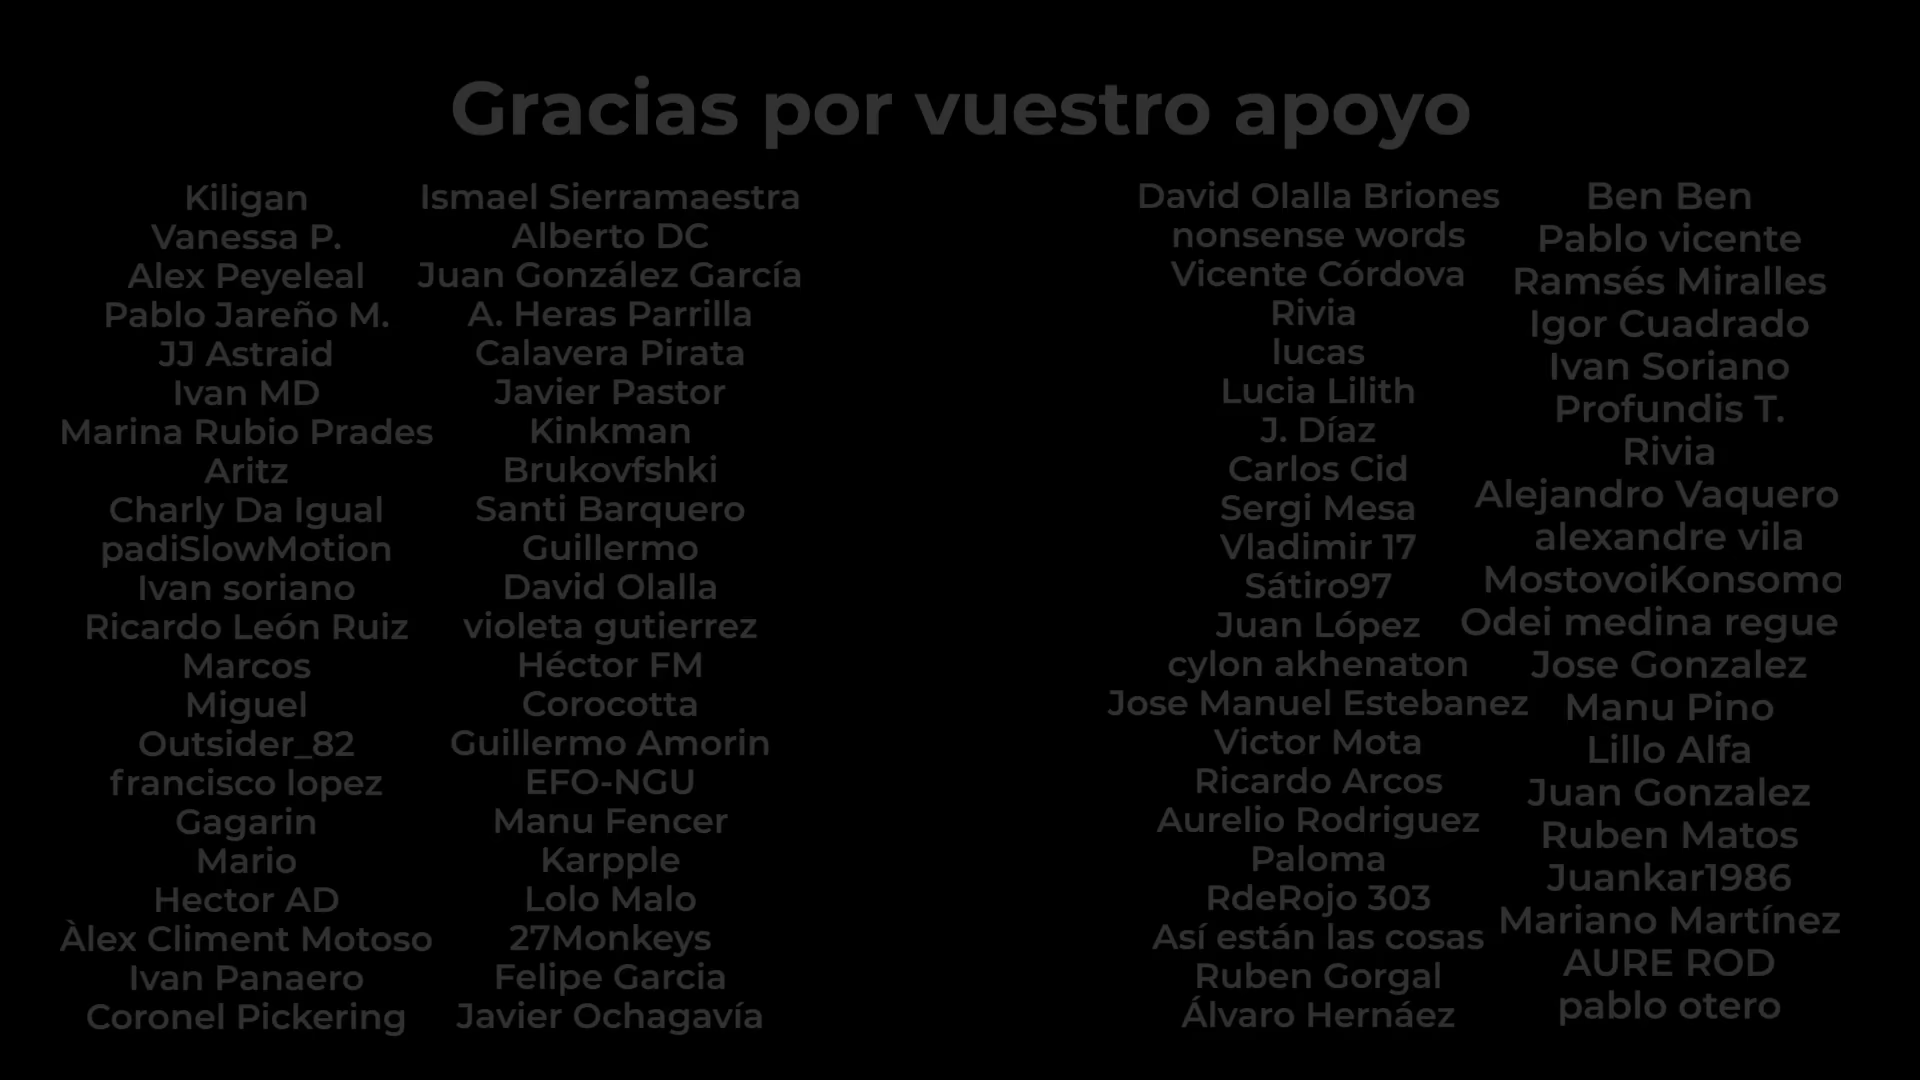 Gracias por vuestro apoyo
Kiligan
Vanessa P.
Alex Peyeleal
Pablo Jareño M.
JJ Astraid
Ivan MD
Marina Rubio Prades
Aritz
Charly Da Igual
padiSlowMotion
Ivan soriano
Ricardo León Ruiz
Marcos
Miguel
Outsider_82
francisco lopez
Gagarin
Mario
Hector AD
Àlex Climent Motoso
Ivan Panaero
Coronel Pickering
Ismael Sierramaestra
Alberto DC
Juan González García
A. Heras Parrilla
Calavera Pirata
Javier Pastor
Kinkman
Brukovfshki
Santi Barquero
Guillermo
David Olalla
violeta gutierrez
Héctor FM
Corocotta
Guillermo Amorin
EFO-NGU
Manu Fencer
Karpple
Lolo Malo
27Monkeys
Felipe Garcia
Javier Ochagavía
David Olalla Briones
nonsense words
Vicente Córdova
Rivia
lucas
Lucia Lilith
J. Díaz
Carlos Cid
Sergi Mesa
Vladimir 17
Sátiro97
Juan López
cylon akhenaton
Jose Manuel Estebanez
Victor Mota
Ricardo Arcos
Aurelio Rodriguez
Paloma
RdeRojo 303
Así están las cosas
Ruben Gorgal
Álvaro Hernáez
Ben Ben
Pablo vicente
Ramsés Miralles
Igor Cuadrado
Ivan Soriano
Profundis T.
Rivia
Alejandro Vaquero
alexandre vila
MostovoiKonsomo
Odei medina regue
Jose Gonzalez
Manu Pino
Lillo Alfa
Juan Gonzalez
Ruben Matos
Juankar1986
Mariano Martínez
AURE ROD
pablo otero